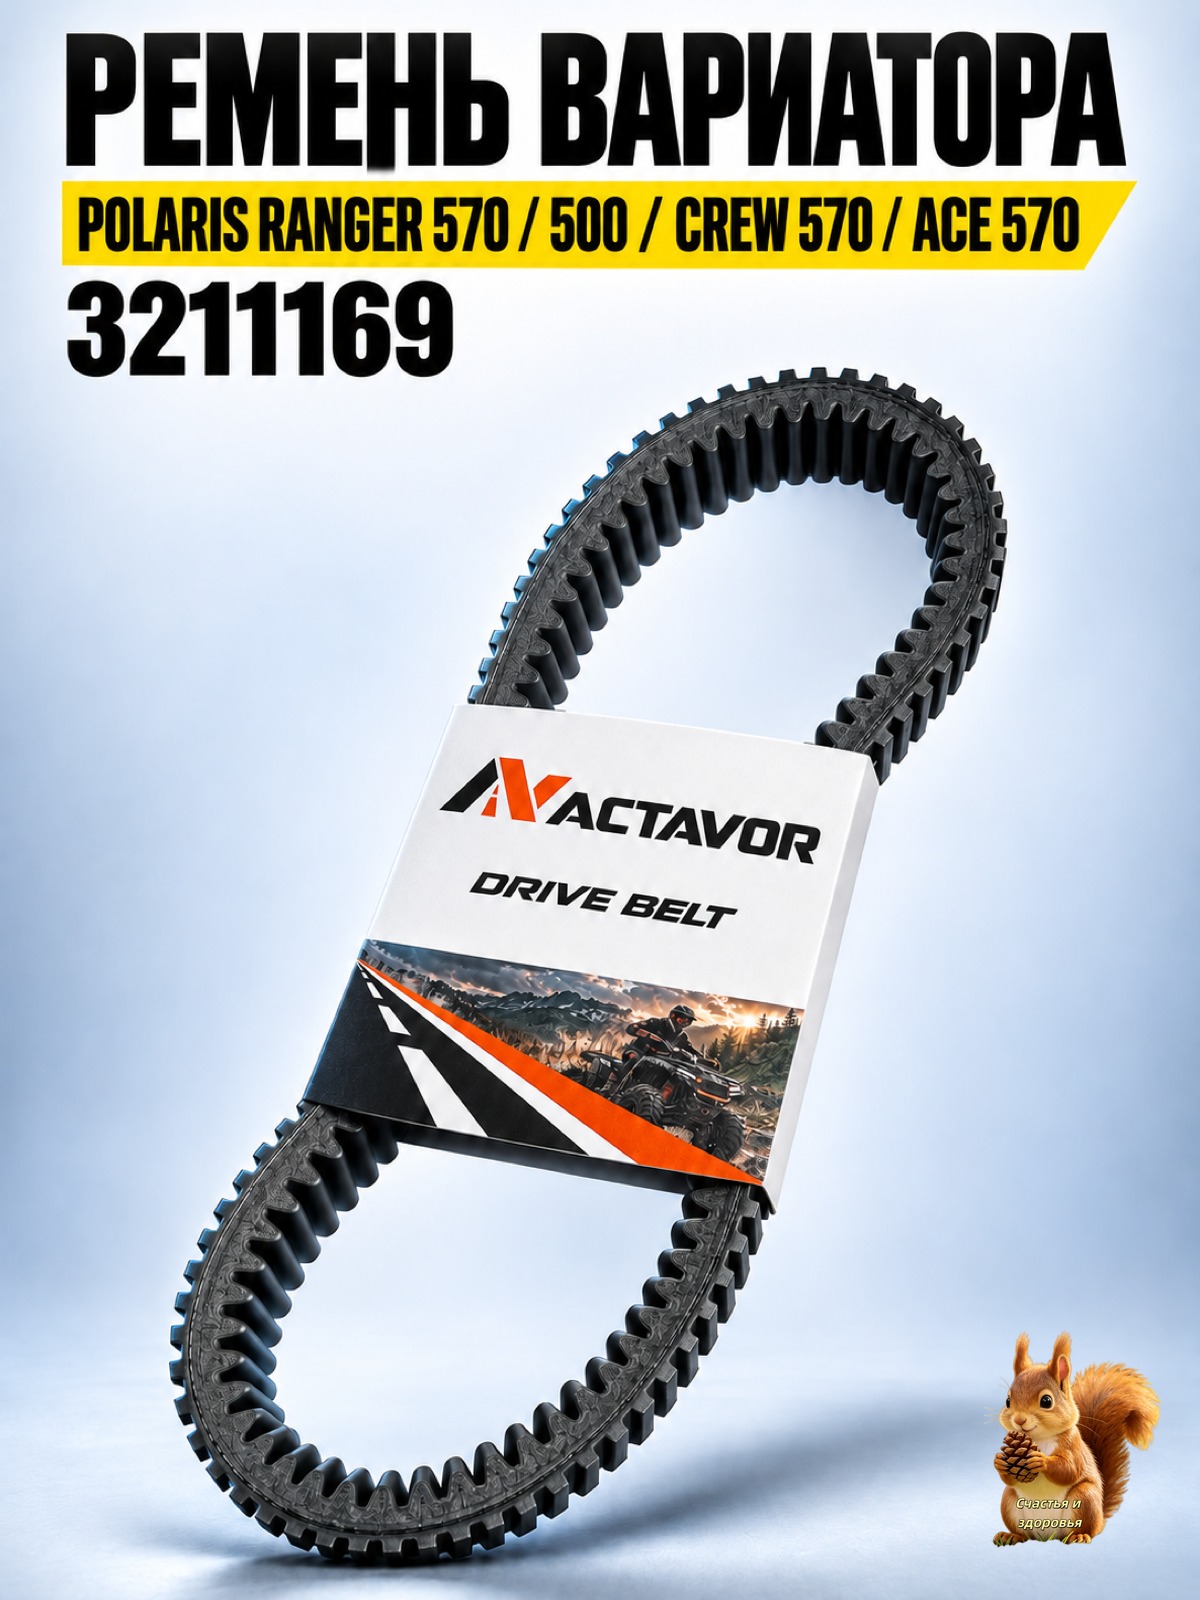 РЕМЕНЬ ВАРИАТОРА
POLARIS RANGER 570 / 500 / CREW 570 / ACE 570
3211169
ACTAVOR
DRIVE BELT
Счастья и
здоровья